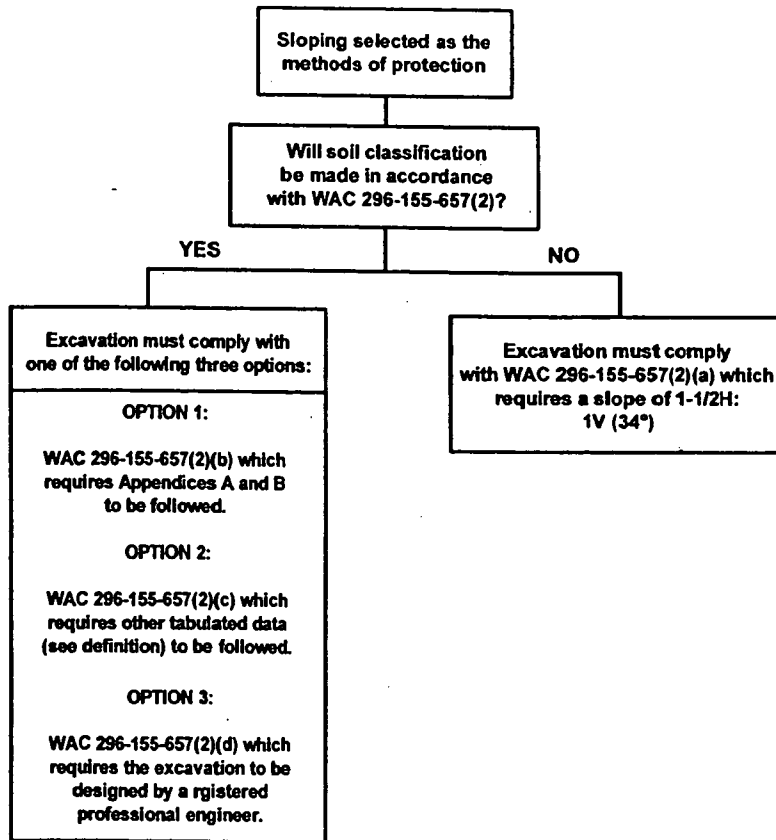 Sloping selected as the
methods of protection
Will soil classification
be made in accordance
with WAC 296-155-657(2)?
YES
NO
Excavation must comply with
one of the following three options:
OPTION 1:
WAC 296-155-657(2)(b) which
requires Appendices A and B
to be followed.
OPTION 2:
WAC 296-155-657(2)(c) which
requires other tabulated data
(see definition) to be followed.
OPTION 3:
WAC 296-155-657(2)(d) which
requires the excavation to be
designed by a rgistered
professional engineer.
Excavation must comply
with WAC 296-155-657(2)(a) which
requires a slope of 1-1/2H:
1V (34°)